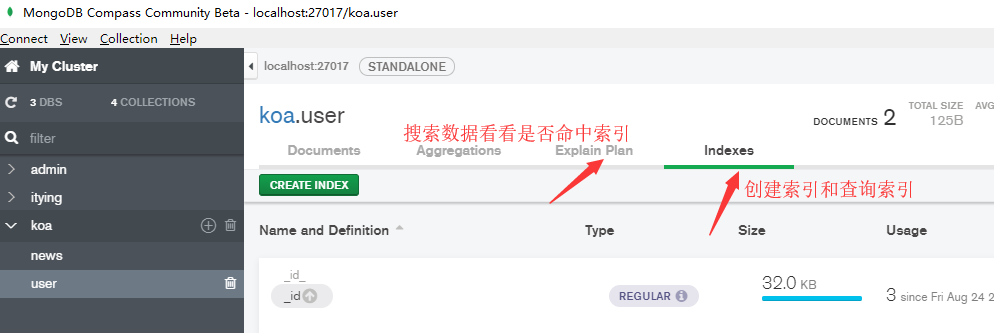 MongoDB Compass Community Beta - localhost:27017/koa.user
Connect View Collection Help
My Cluster
localhost:27017 STANDALONE
3 DBS 4 COLLECTIONS
koa.user
DOCUMENTS 2 TOTAL SIZE 125B AVG
filter
搜索数据看看是否命中索引
Documents Aggregations Explain Plan Indexes
admin
itying
koa
news
user
CREATE INDEX
创建索引和查询索引
Name and Definition Type Size Usage
_id_
_id REGULAR 32.0 KB 3 since Fri Aug 24 2